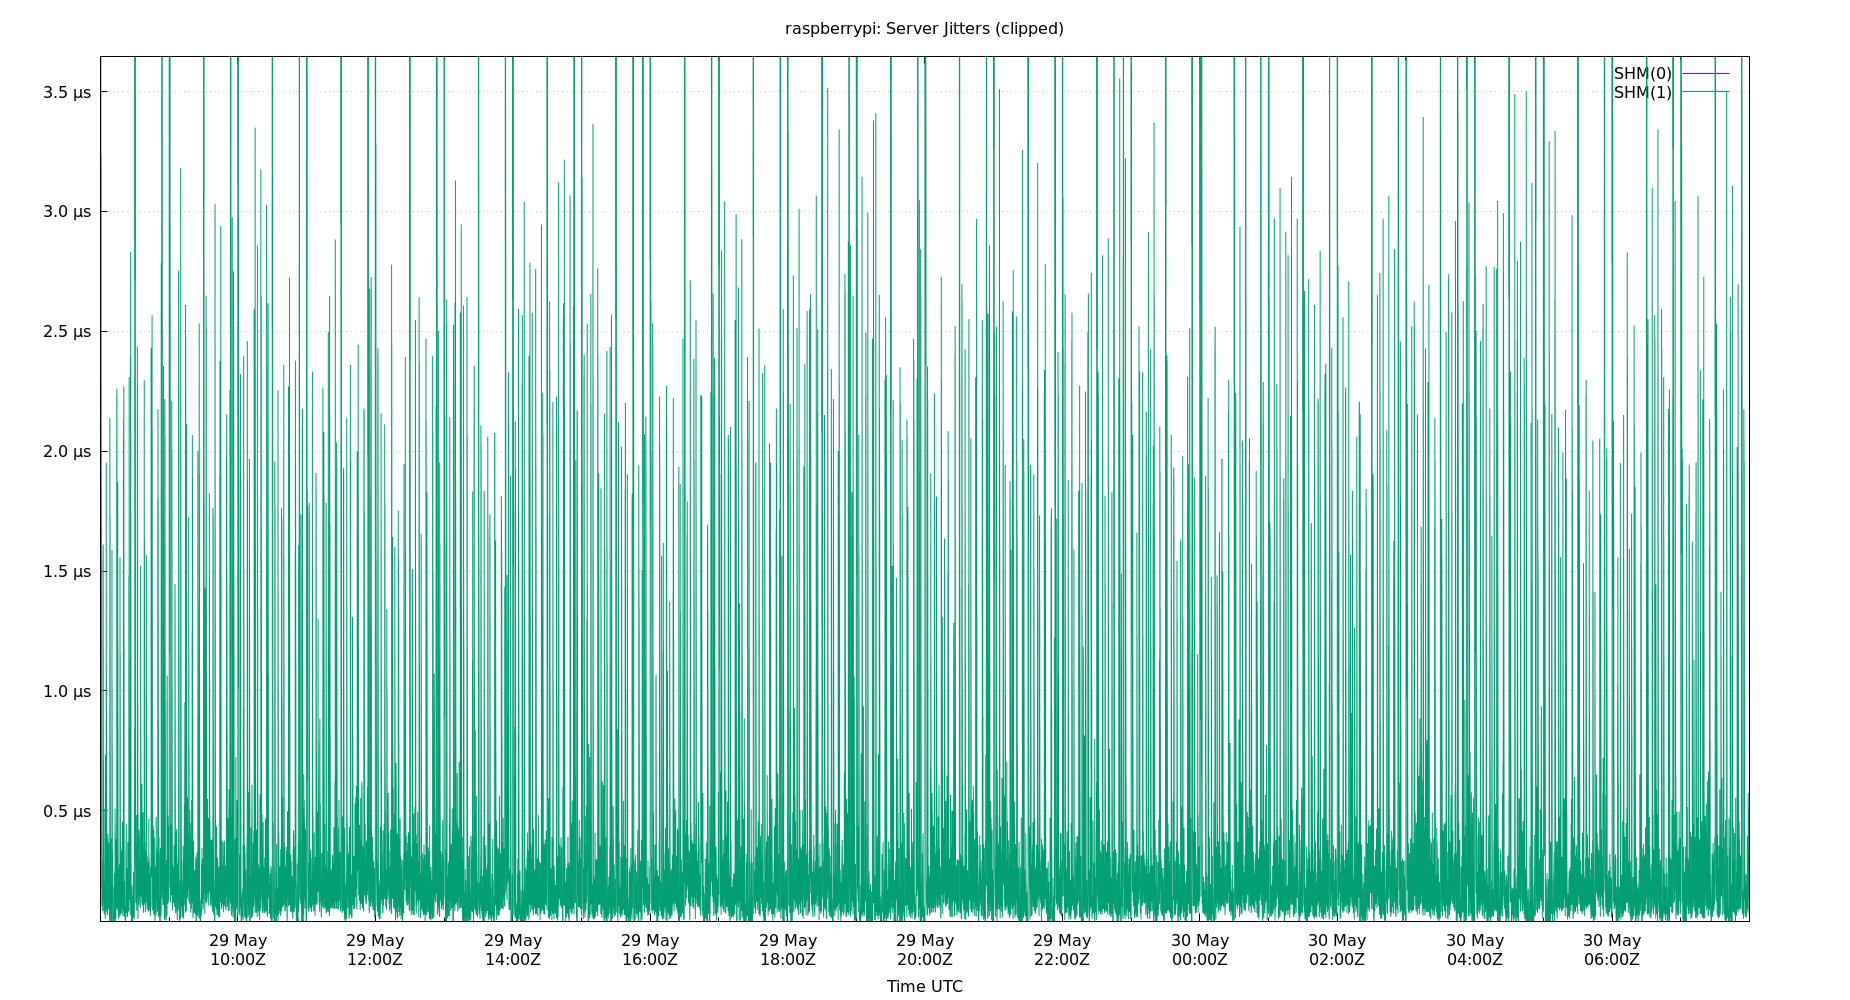 raspberrypi: Server Jitters (clipped)
SHM(0)
SHM(1)
3.5 µs
3.0 µs
2.5 µs
2.0 µs
1.5 µs
1.0 µs
0.5 µs
29 May 29 May 29 May 29 May 29 May 29 May 29 May 30 May 30 May 30 May 30 May
10:00Z 12:00Z 14:00Z 16:00Z 18:00Z 20:00Z 22:00Z 00:00Z 02:00Z 04:00Z 06:00Z
Time UTC